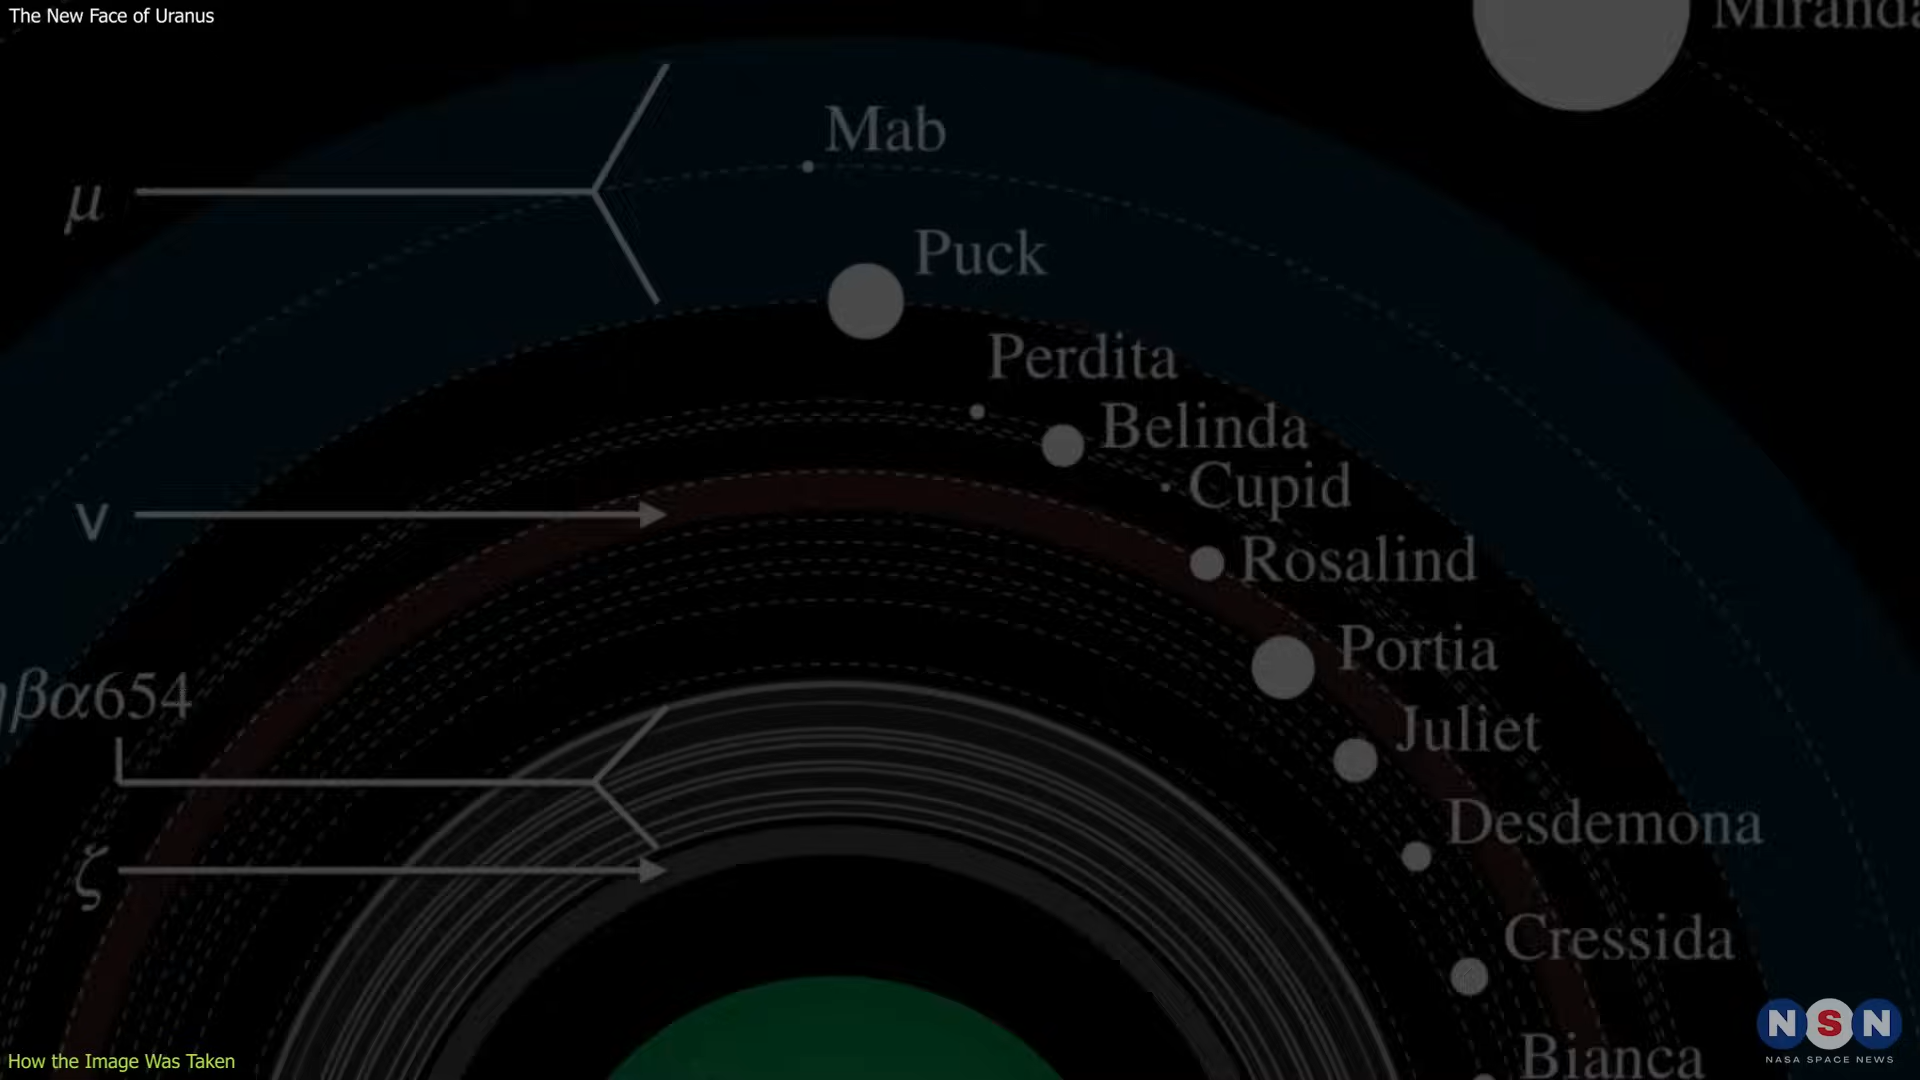 The New Face of Uranus
Miranda
Mab
μ
Puck
Perdita
Belinda
Cupid
ν
Rosalind
Portia
ηβα654
Juliet
Desdemona
ζ
Cressida
NSN
NASA SPACE NEWS
Bianca
How the Image Was Taken